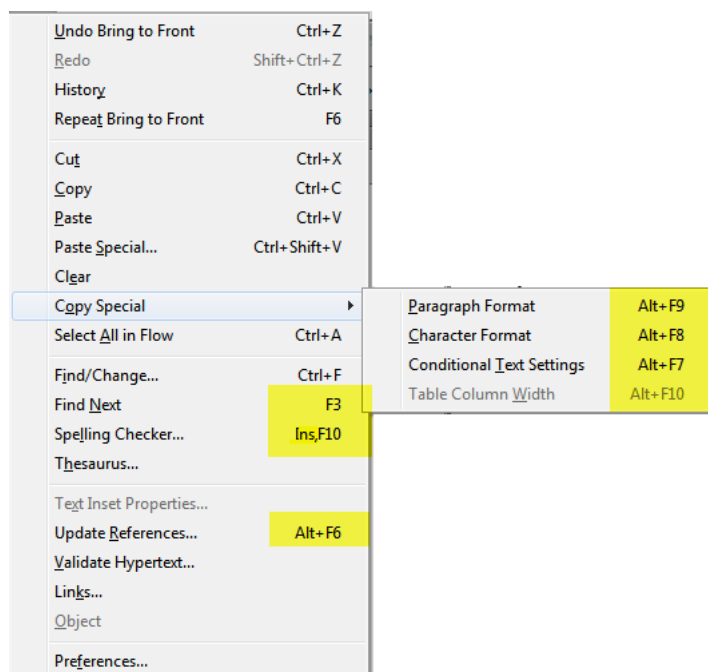 Undo Bring to Front Ctrl+Z
Redo Shift+Ctrl+Z
History Ctrl+K
Repeat Bring to Front F6
Cut Ctrl+X
Copy Ctrl+C
Paste Ctrl+V
Paste Special... Ctrl+Shift+V
Clear
Copy Special
Select All in Flow Ctrl+A
Find/Change... Ctrl+F
Find Next F3
Spelling Checker... Ins,F10
Thesaurus...
Text Inset Properties...
Update References... Alt+F6
Validate Hypertext...
Links...
Object
Preferences...
Paragraph Format Alt+F9
Character Format Alt+F8
Conditional Text Settings Alt+F7
Table Column Width Alt+F10